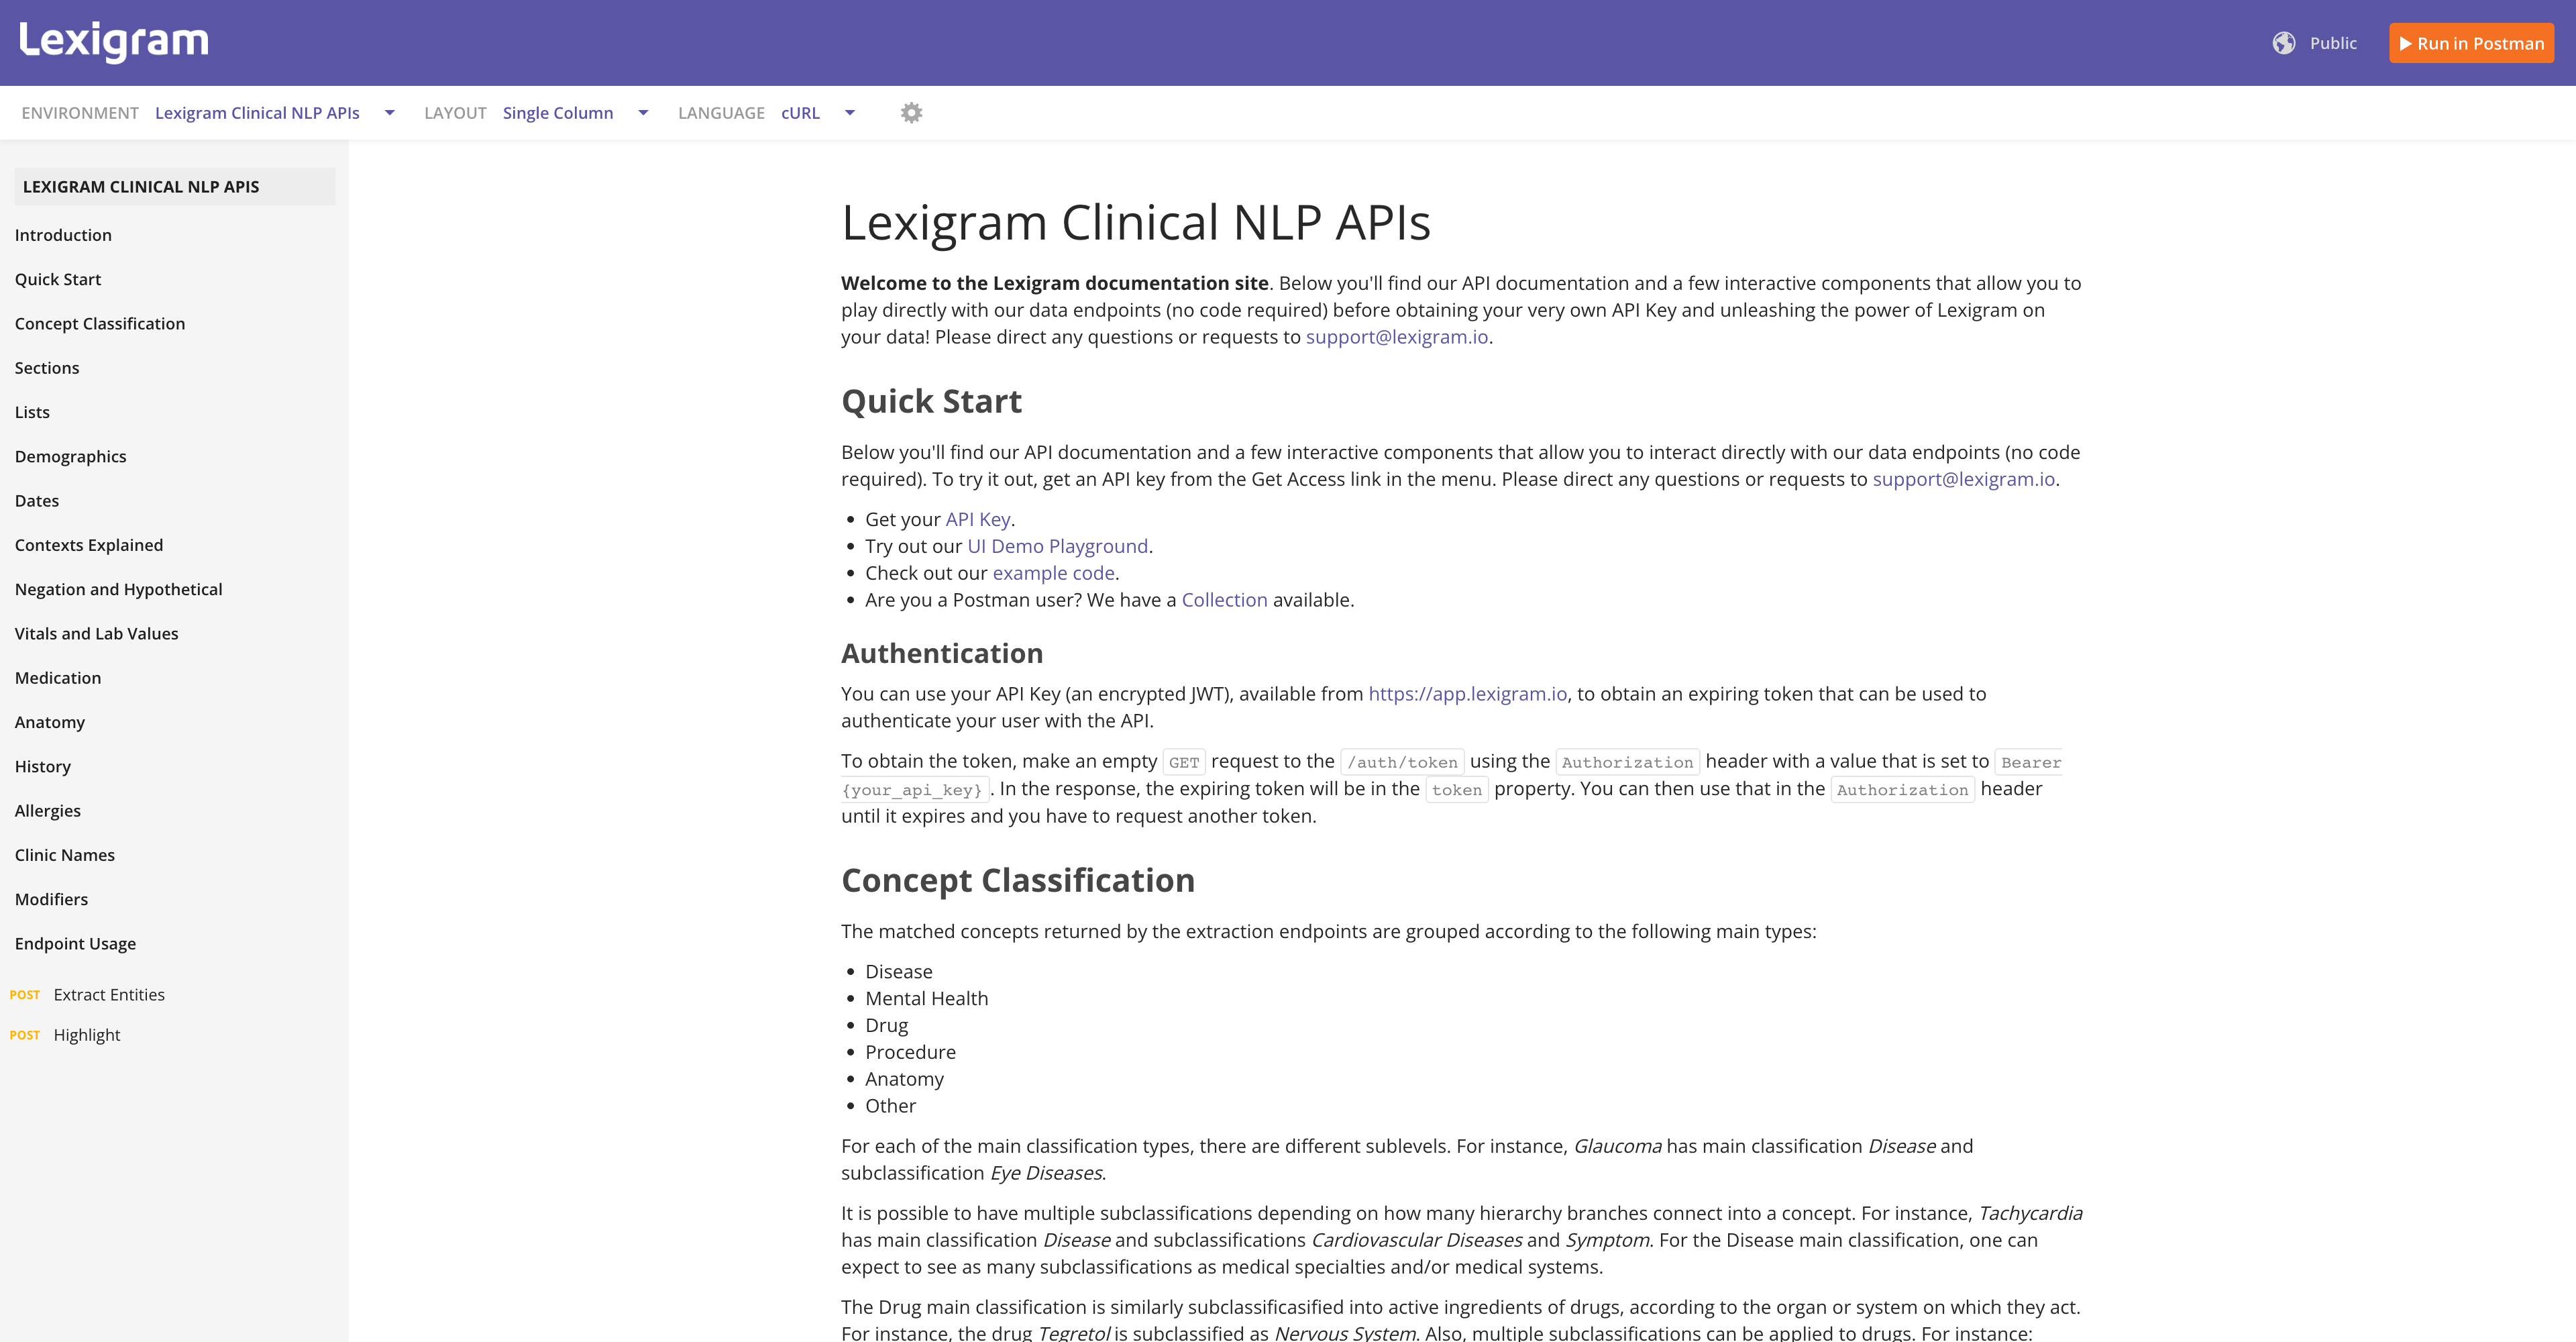 Lexigram
Public
Run in Postman
ENVIRONMENT Lexigram Clinical NLP APIs LAYOUT Single Column LANGUAGE cURL
LEXIGRAM CLINICAL NLP APIS
Introduction
Quick Start
Concept Classification
Sections
Lists
Demographics
Dates
Contexts Explained
Negation and Hypothetical
Vitals and Lab Values
Medication
Anatomy
History
Allergies
Clinic Names
Modifiers
Endpoint Usage
POST Extract Entities
POST Highlight
Lexigram Clinical NLP APIs
Welcome to the Lexigram documentation site. Below you'll find our API documentation and a few interactive components that allow you to
play directly with our data endpoints (no code required) before obtaining your very own API Key and unleashing the power of Lexigram on
your data! Please direct any questions or requests to support@lexigram.io.
Quick Start
Below you'll find our API documentation and a few interactive components that allow you to interact directly with our data endpoints (no code
required). To try it out, get an API key from the Get Access link in the menu. Please direct any questions or requests to support@lexigram.io.
• Get your API Key.
• Try out our UI Demo Playground.
• Check out our example code.
• Are you a Postman user? We have a Collection available.
Authentication
You can use your API Key (an encrypted JWT), available from https://app.lexigram.io, to obtain an expiring token that can be used to
authenticate your user with the API.
To obtain the token, make an empty GET request to the /auth/token using the Authorization header with a value that is set to Bearer
{your_api_key}. In the response, the expiring token will be in the token property. You can then use that in the Authorization header
until it expires and you have to request another token.
Concept Classification
The matched concepts returned by the extraction endpoints are grouped according to the following main types:
• Disease
• Mental Health
• Drug
• Procedure
• Anatomy
• Other
For each of the main classification types, there are different sublevels. For instance, Glaucoma has main classification Disease and
subclassification Eye Diseases.
It is possible to have multiple subclassifications depending on how many hierarchy branches connect into a concept. For instance, Tachycardia
has main classification Disease and subclassifications Cardiovascular Diseases and Symptom. For the Disease main classification, one can
expect to see as many subclassifications as medical specialties and/or medical systems.
The Drug main classification is similarly subclassificasified into active ingredients of drugs, according to the organ or system on which they act.
For instance, the drug Tegretol is subclassified as Nervous System. Also, multiple subclassifications can be applied to drugs. For instance: